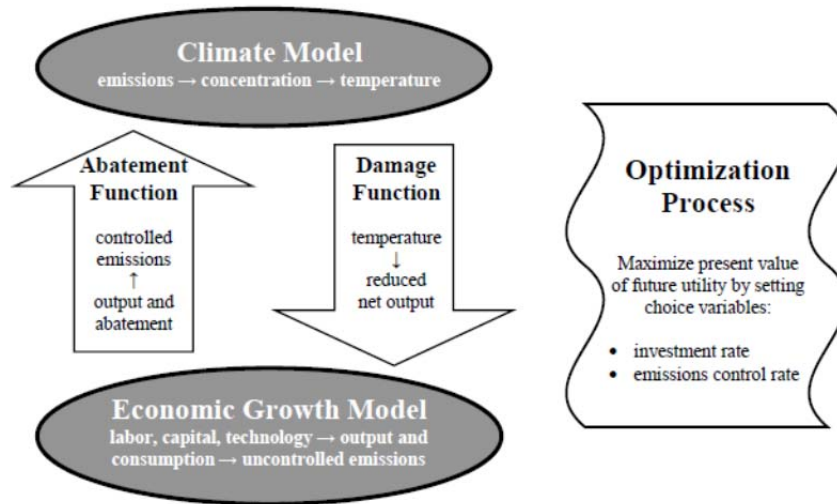 Climate Model
emissions → concentration → temperature
Abatement
Function
controlled
emissions
↑
output and
abatement
Damage
Function
temperature
↓
reduced
net output
Economic Growth Model
labor, capital, technology → output and
consumption → uncontrolled emissions
Optimization
Process
Maximize present value
of future utility by setting
choice variables:
• investment rate
• emissions control rate